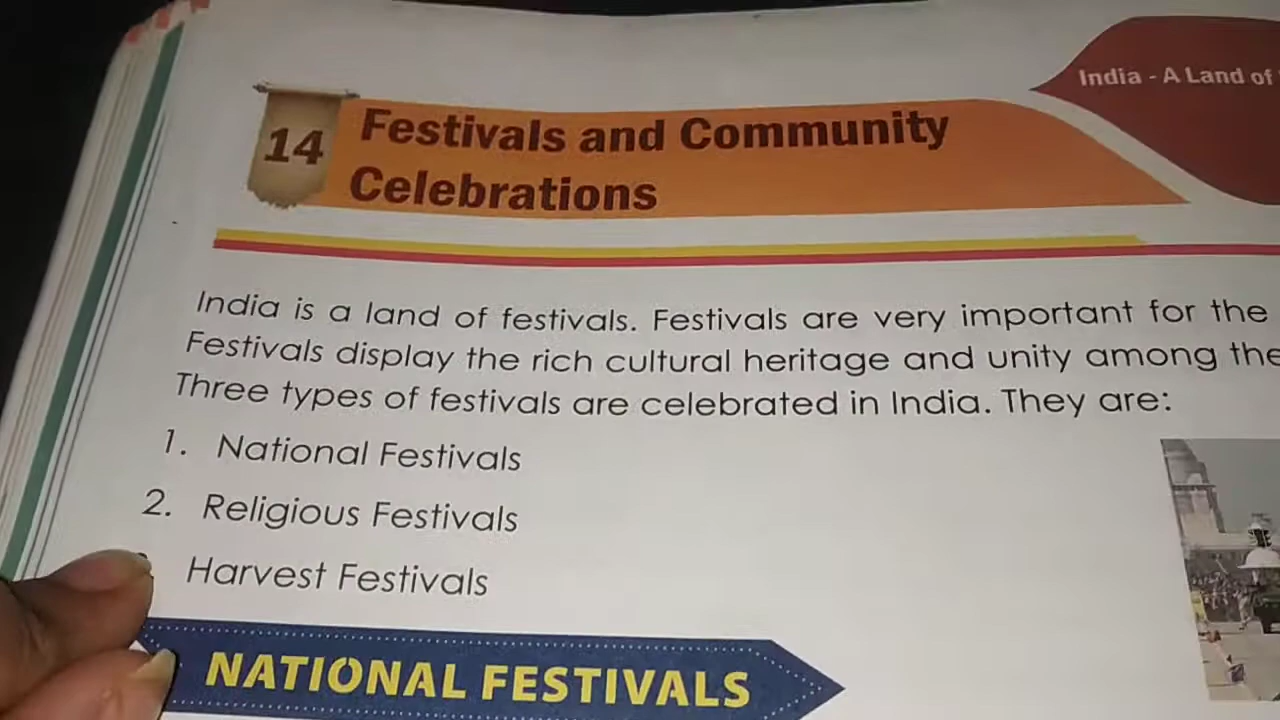 India - A Land of
14
Festivals and Community
Celebrations
India is a land of festivals. Festivals are very important for the
Festivals display the rich cultural heritage and unity among the
Three types of festivals are celebrated in India. They are:
1. National Festivals
2. Religious Festivals
Harvest Festivals
NATIONAL FESTIVALS